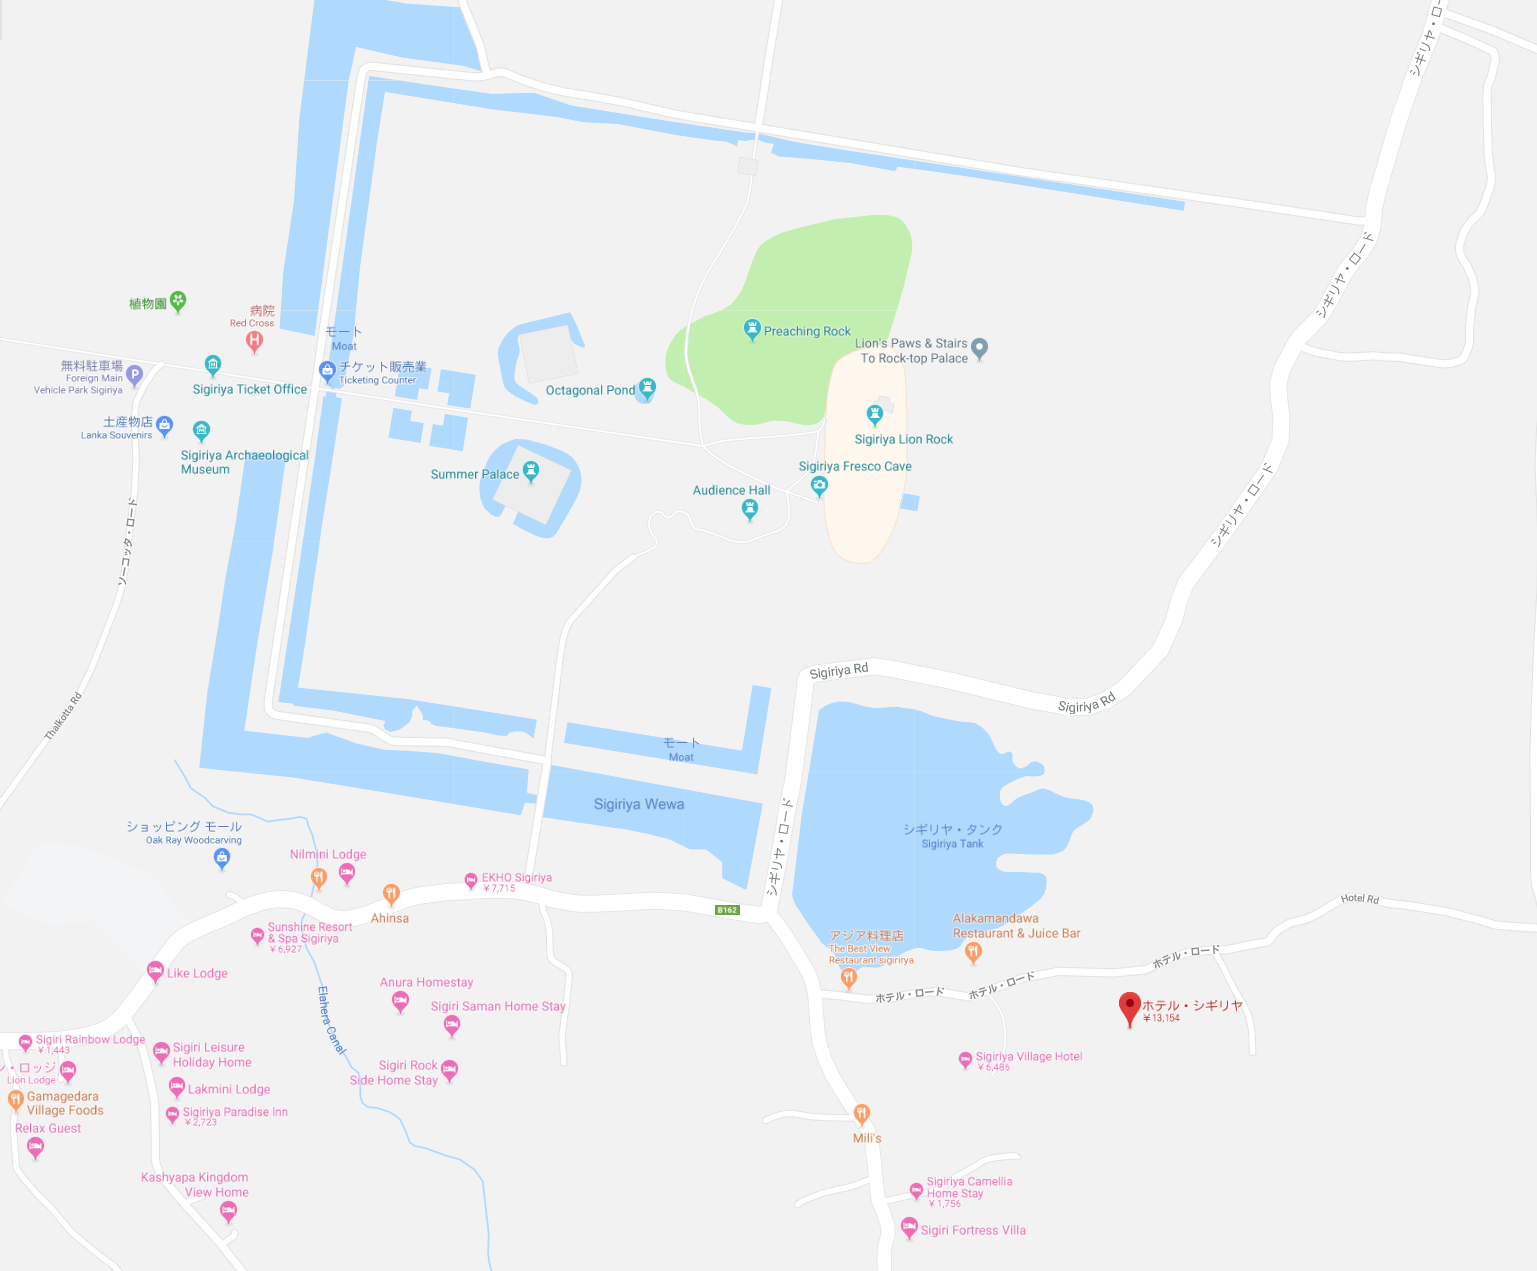 シギリヤ・ロー
シギリヤ・ロード
植物園
病院
Red Cross
モート
Moat
チケット販売業
Ticketing Counter
無料駐車場
Foreign Main
Vehicle Park Sigiriya
Sigiriya Ticket Office
土産物店
Lanka Souvenirs
Sigiriya Archaeological
Museum
Octagonal Pond
Preaching Rock
Lion's Paws & Stairs
To Rock-top Palace
Sigiriya Lion Rock
Sigiriya Fresco Cave
Summer Palace
Audience Hall
シギリヤ・ロード
ソーコッタ・ロード
Thalkotta Rd
Sigiriya Rd
Sigiriya Rd
モート
Moat
Sigiriya Wewa
シギリヤ・ロード
シギリヤ・タンク
Sigiriya Tank
ショッピング モール
Oak Ray Woodcarving
Nilmini Lodge
EKHO Sigiriya
￥7,715
Ahinsa
B162
Hotel Rd
Sunshine Resort
& Spa Sigiriya
￥6,927
アジア料理店
The Best View
Restaurant sigirirya
Alakamandawa
Restaurant & Juice Bar
Like Lodge
Anura Homestay
Sigiri Saman Home Stay
Elahera Canal
ホテル・ロード
ホテル・ロード
ホテル・ロード
ホテル・シギリヤ
￥13,154
Sigiri Rainbow Lodge
￥1,443
ン・ロッジ
Lion Lodge
Sigiri Leisure
Holiday Home
Sigiri Rock
Side Home Stay
Sigiriya Village Hotel
￥6,486
Gamagedara
Village Foods
Lakmini Lodge
Sigiriya Paradise Inn
￥2,723
Relax Guest
Mili's
Kashyapa Kingdom
View Home
Sigiriya Camellia
Home Stay
￥1,756
Sigiri Fortress Villa